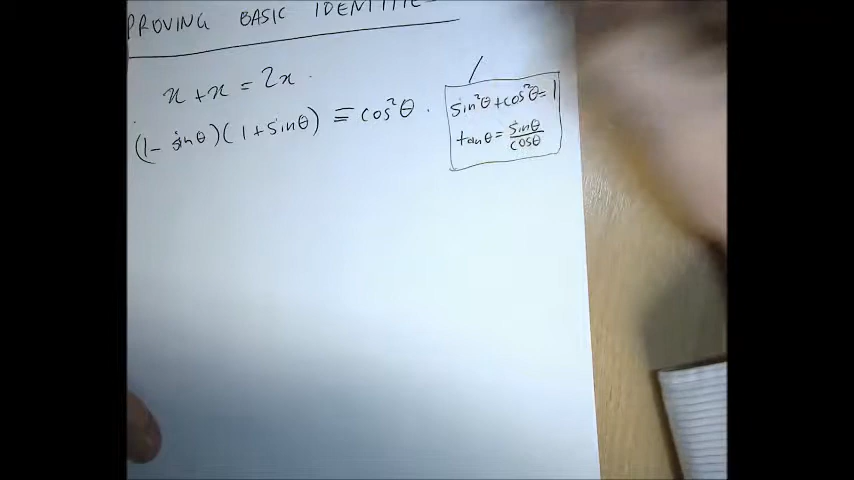 PROVING BASIC IDENTITIE
x + x = 2x.
(1 - sinθ)(1 + sinθ) ≡ cos²θ.
sin²θ + cos²θ = 1
tanθ = sinθ/cosθ